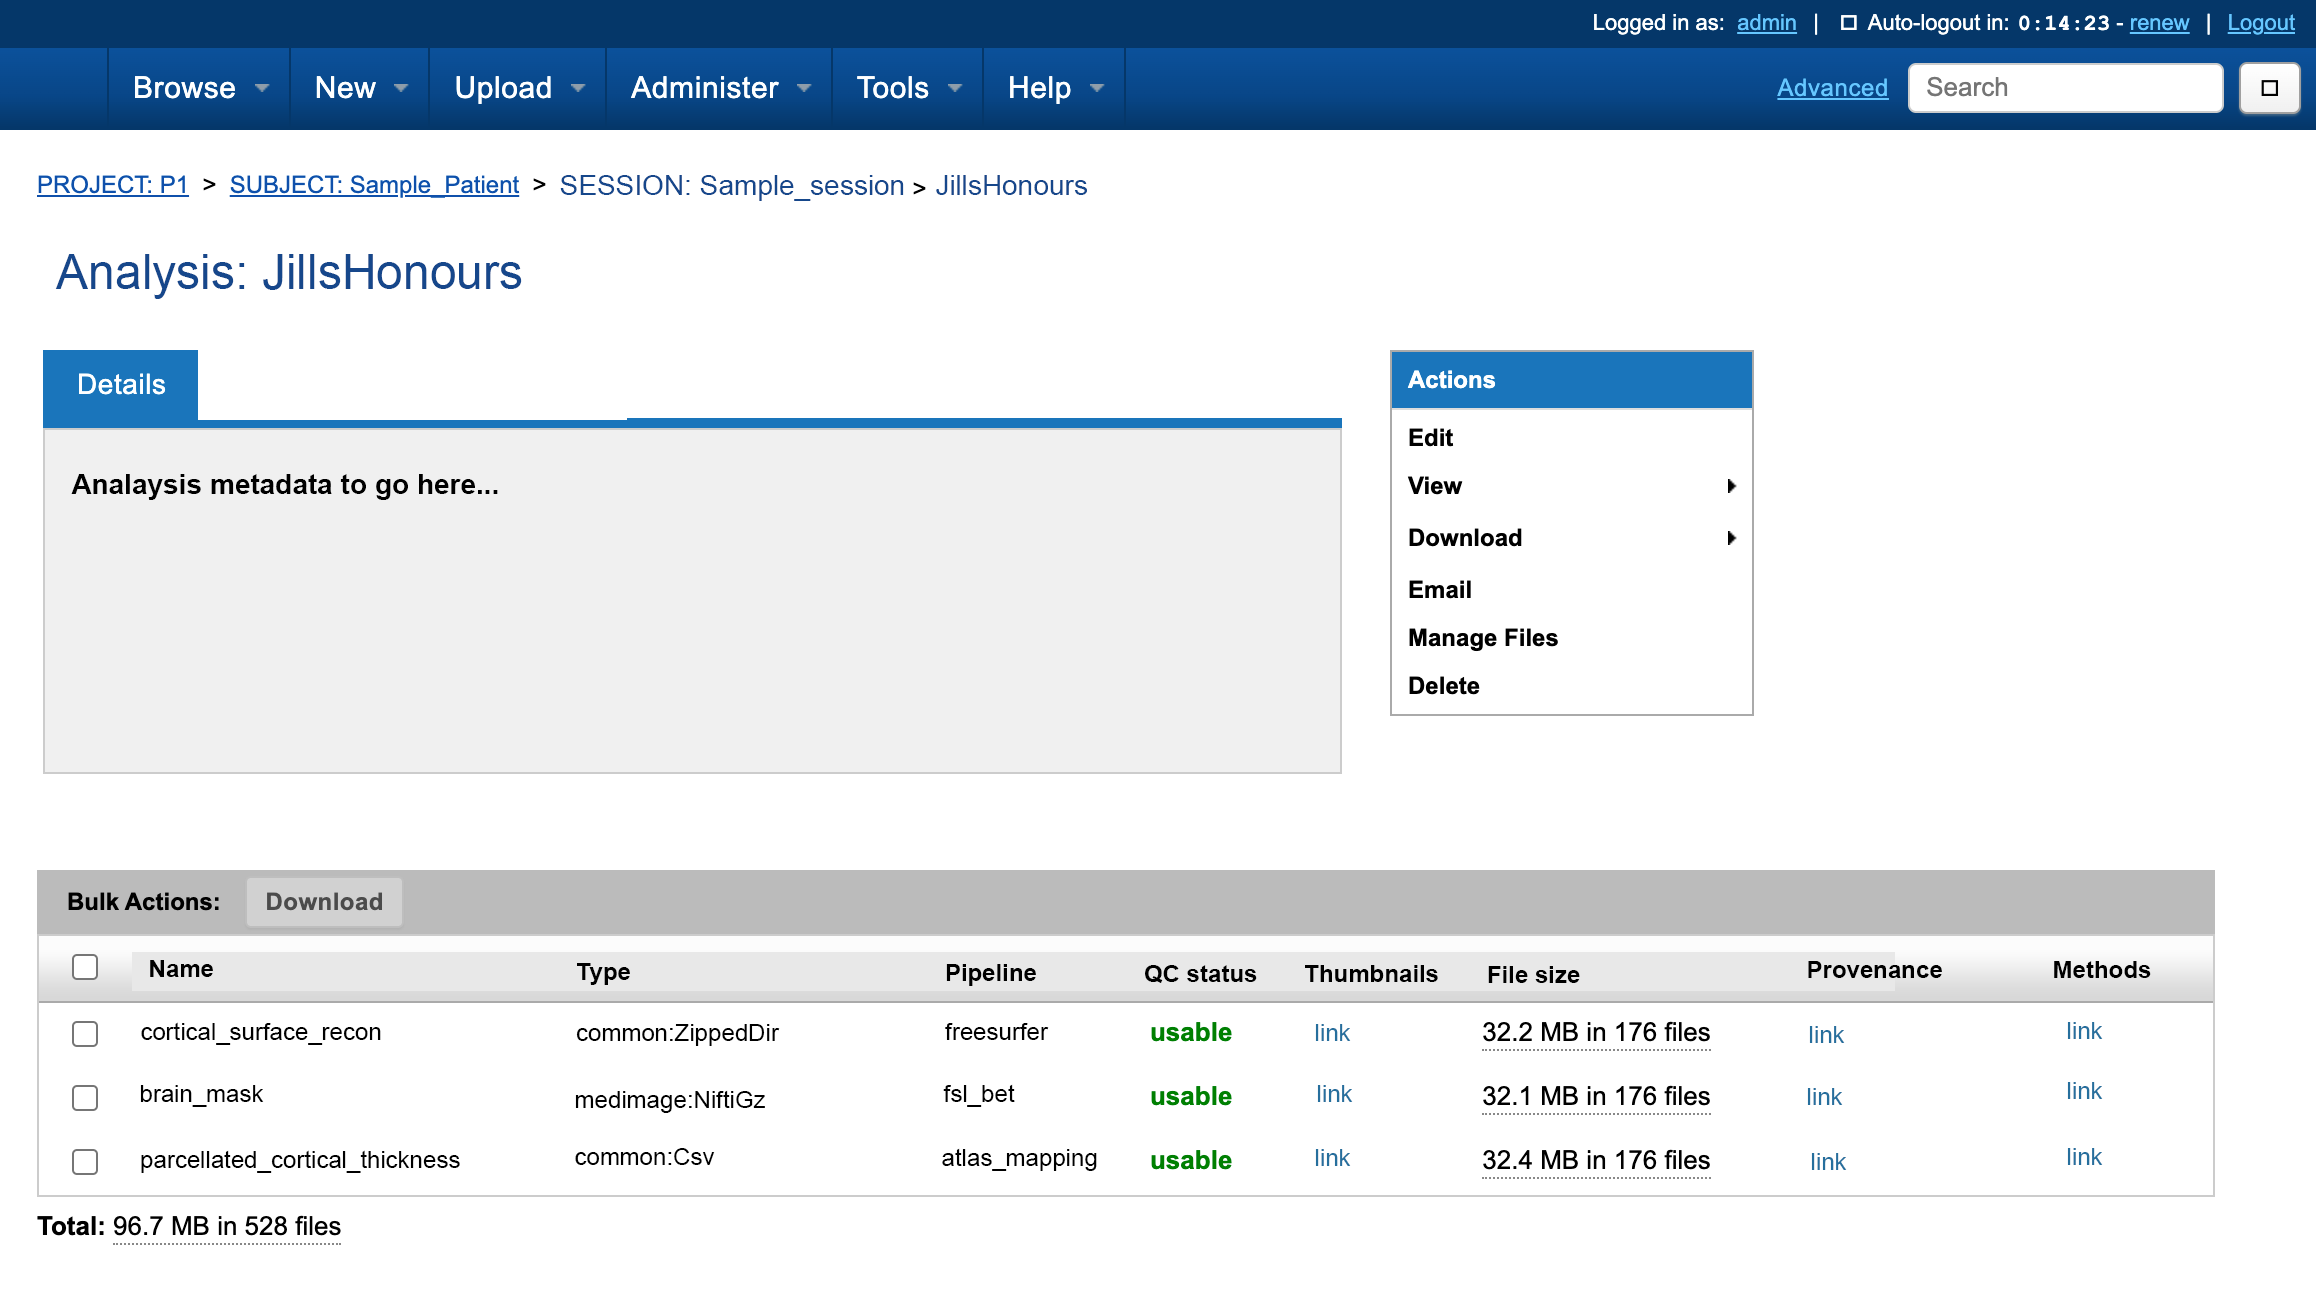 Logged in as: admin | Auto-logout in: 0:14:23 - renew | Logout
Browse New Upload Administer Tools Help Advanced Search
PROJECT: P1 > SUBJECT: Sample_Patient > SESSION: Sample_session > JillsHonours
Analysis: JillsHonours
Details
Analaysis metadata to go here...
Actions
Edit
View
Download
Email
Manage Files
Delete
Bulk Actions: Download
Name Type Pipeline QC status Thumbnails File size Provenance Methods
cortical_surface_recon common:ZippedDir freesurfer usable link 32.2 MB in 176 files link link
brain_mask medimage:NiftiGz fsl_bet usable link 32.1 MB in 176 files link link
parcellated_cortical_thickness common:Csv atlas_mapping usable link 32.4 MB in 176 files link link
Total: 96.7 MB in 528 files